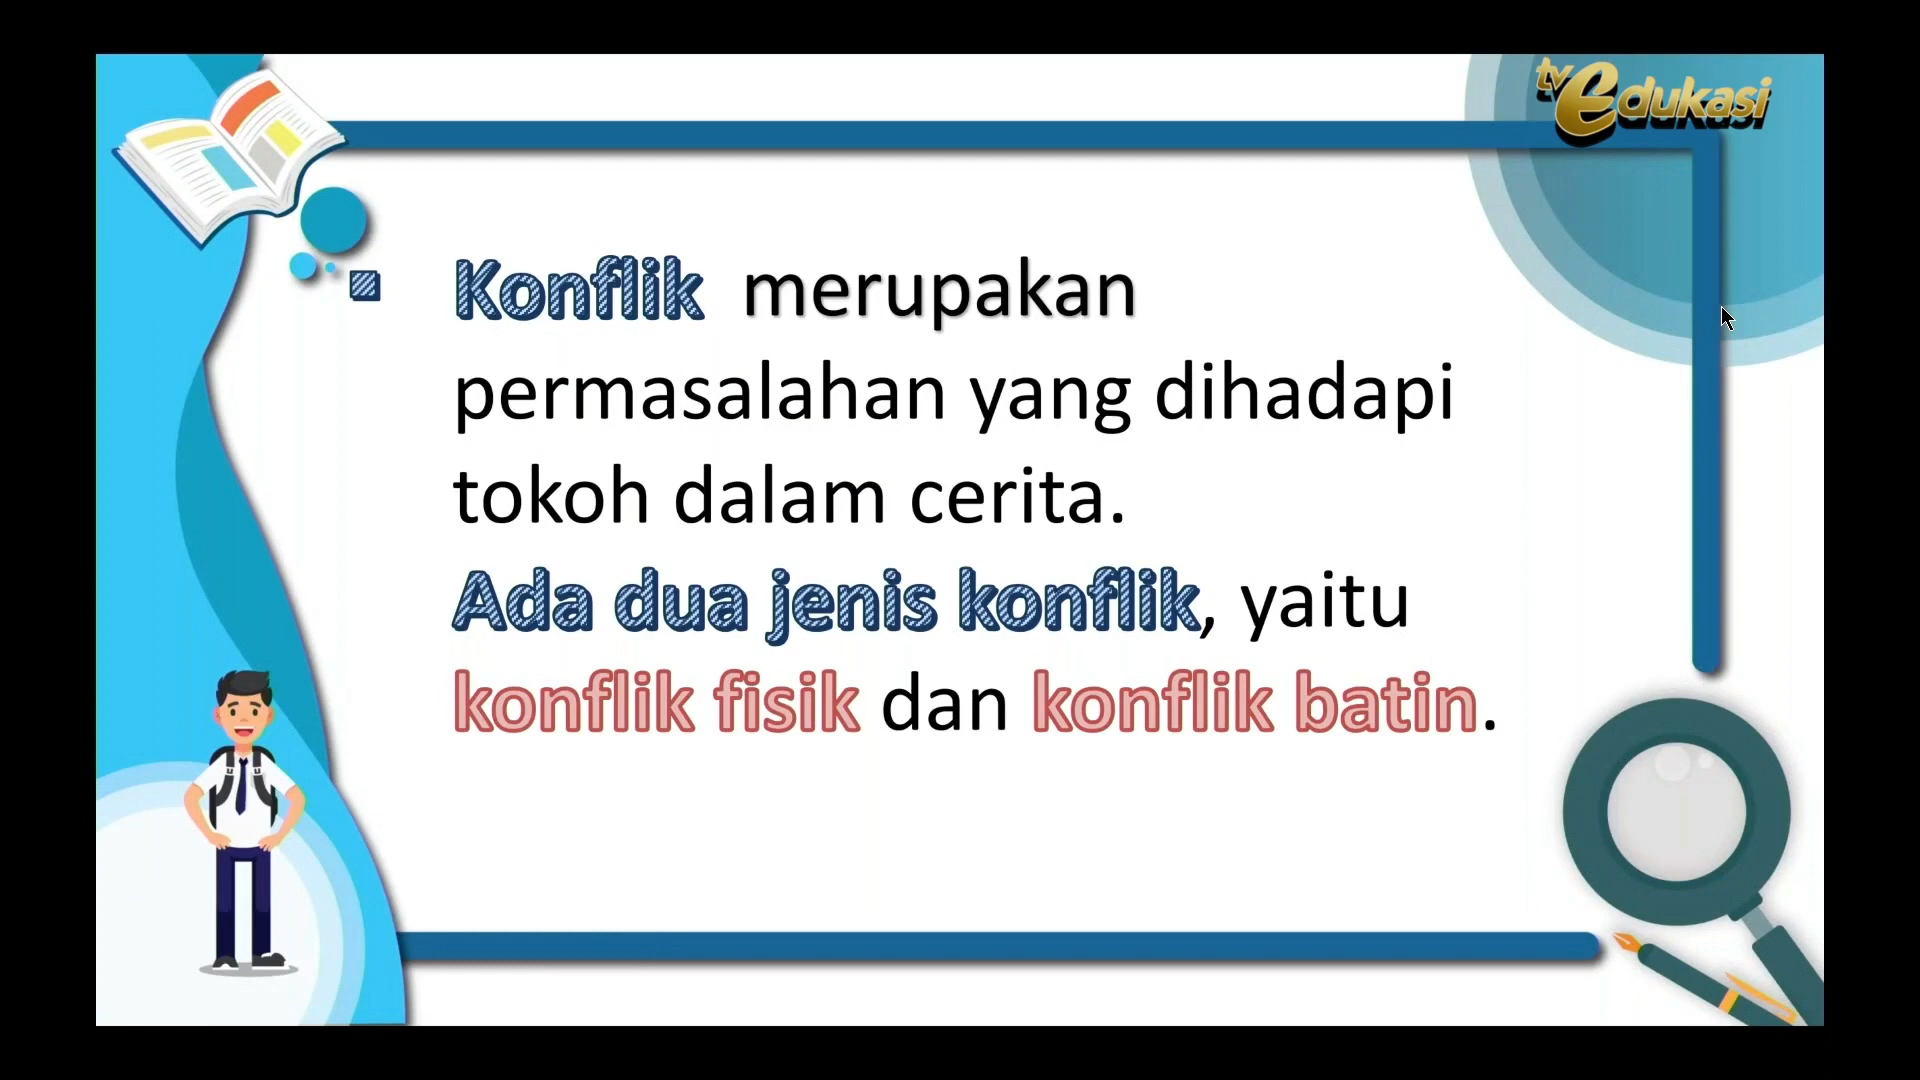 tv edukasi
Konflik merupakan
permasalahan yang dihadapi
tokoh dalam cerita.
Ada dua jenis konflik, yaitu
konflik fisik dan konflik batin.